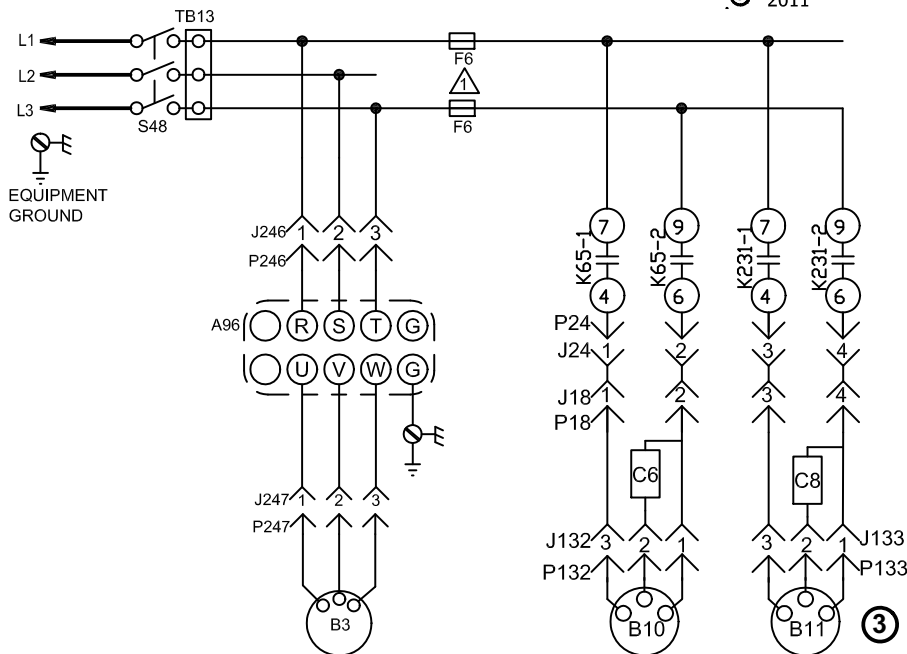 2011
TB13
L1
F6
1
L2
L3
S48
F6
EQUIPMENT
GROUND
J246 1 2 3
P246
7 9 7 9
K65-1 K65-2 K231-1 K231-2
4 6 4 6
A96 R S T G
U V W G
P24
J24 1 2 3 4
J18 1 2 3 4
P18
C6 C8
J247 1 2 3
P247
J132 3 2 1 3 2 1 J133
P132 P133
B3 B10 B11 3